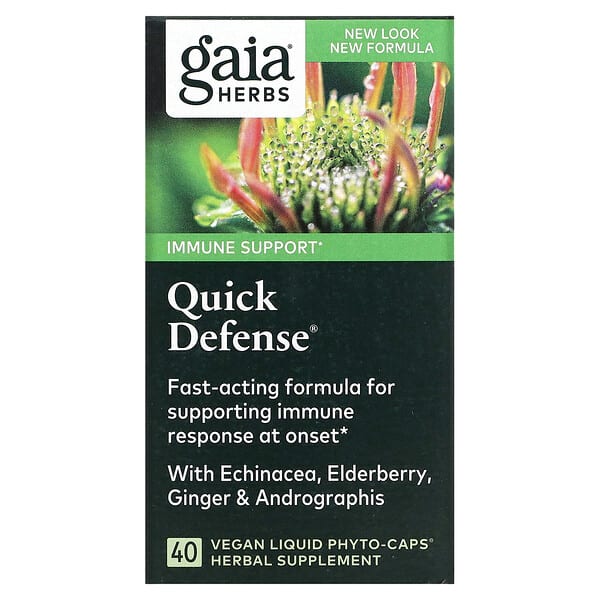 gaia®
HERBS
NEW LOOK
NEW FORMULA
IMMUNE SUPPORT*
Quick
Defense®
Fast-acting formula for
supporting immune
response at onset*
With Echinacea, Elderberry,
Ginger & Andrographis
40 VEGAN LIQUID PHYTO-CAPS®
HERBAL SUPPLEMENT